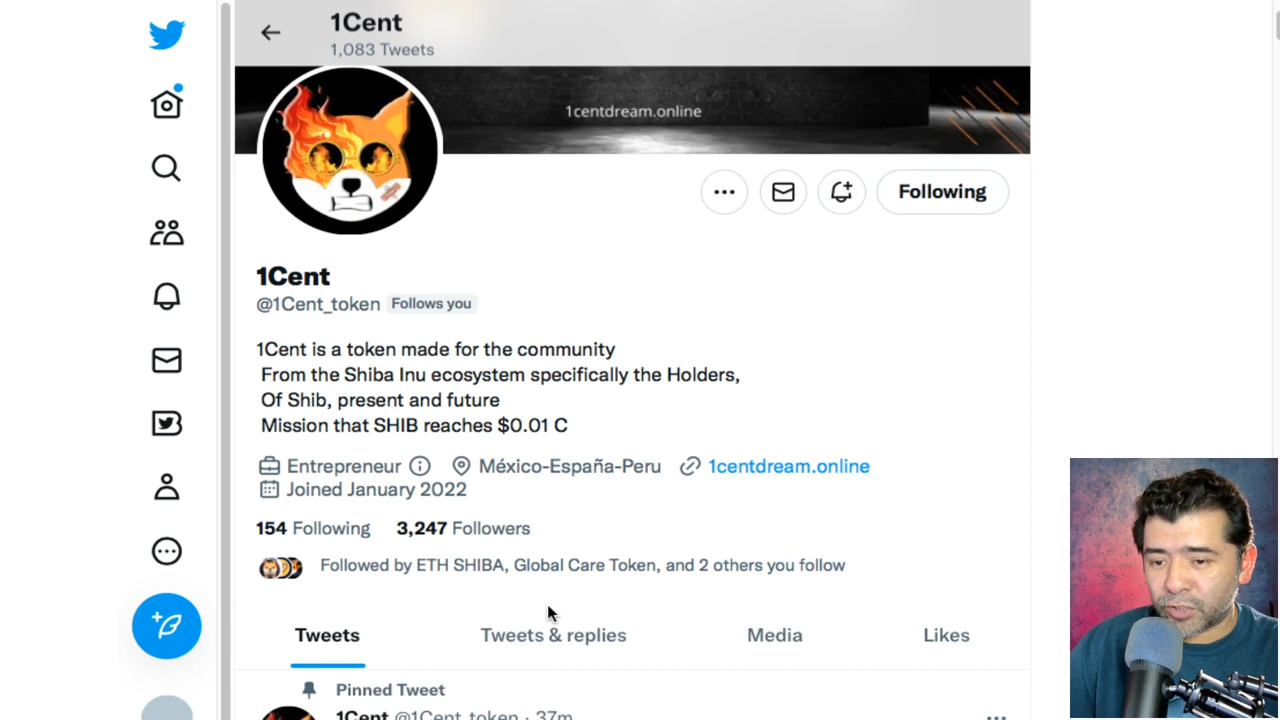 1Cent
1,083 Tweets
1centdream.online
Following
1Cent
@1Cent_token Follows you
1Cent is a token made for the community
From the Shiba Inu ecosystem specifically the Holders,
Of Shib, present and future
Mission that SHIB reaches $0.01 C
Entrepreneur México-España-Peru 1centdream.online
Joined January 2022
154 Following 3,247 Followers
Followed by ETH SHIBA, Global Care Token, and 2 others you follow
Tweets Tweets & replies Media Likes
Pinned Tweet
1Cent @1Cent_token · 37m